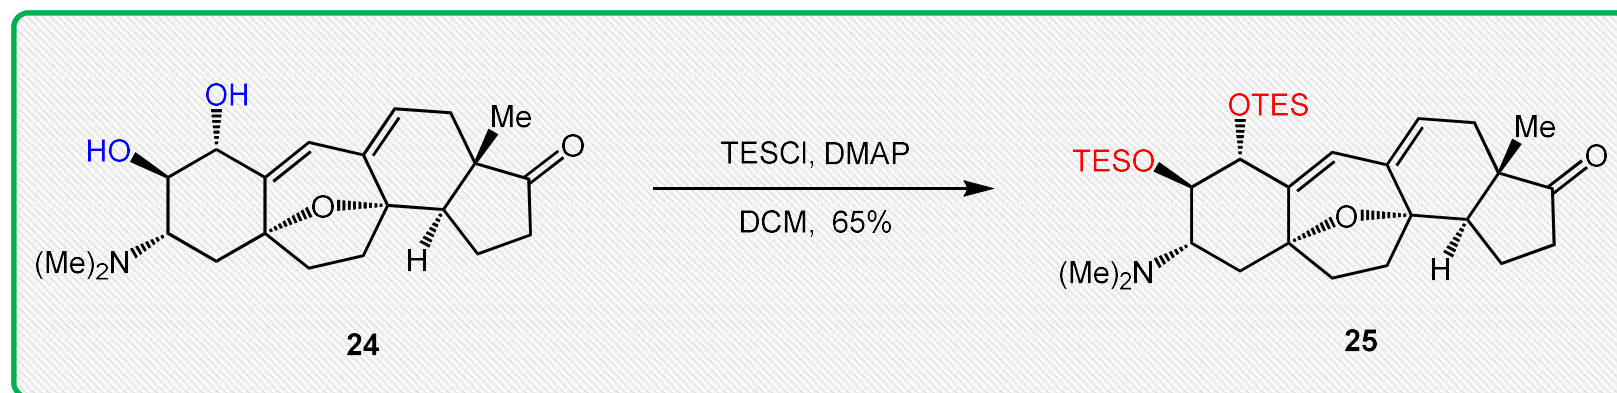 OH
HO
Me
O
O
H
(Me)2N
24
TESCl, DMAP
DCM, 65%
OTES
TESO
Me
O
O
H
(Me)2N
25